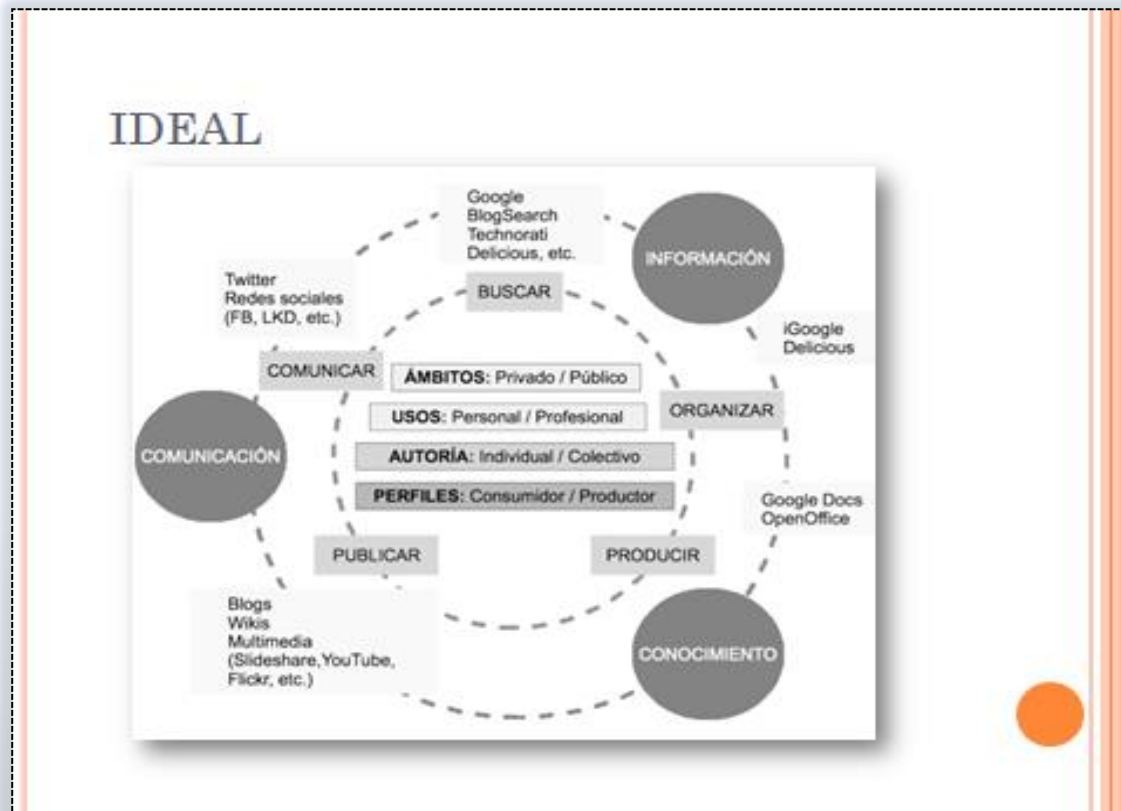 IDEAL
Google
BlogSearch
Technorati
Delicious, etc.
INFORMACIÓN
BUSCAR
Twitter
Redes sociales
(FB, LKD, etc.)
iGoogle
Delicious
COMUNICAR
ÁMBITOS: Privado / Público
USOS: Personal / Profesional
ORGANIZAR
COMUNICACIÓN
AUTORÍA: Individual / Colectivo
PERFILES: Consumidor / Productor
Google Docs
OpenOffice
PUBLICAR
PRODUCIR
Blogs
Wikis
Multimedia
(Slideshare,YouTube,
Flickr, etc.)
CONOCIMIENTO